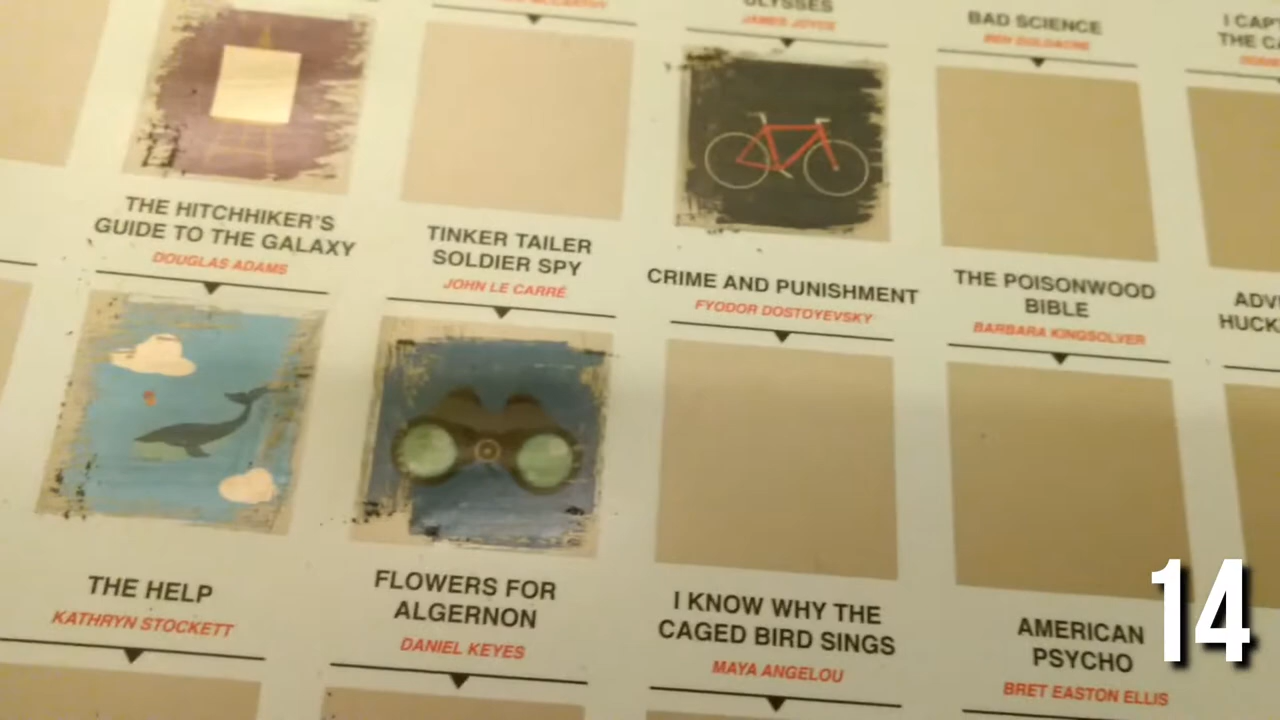 ULYSSES
JAMES JOYCE
BAD SCIENCE
BEN GOLDACRE
THE HITCHHIKER'S
GUIDE TO THE GALAXY
DOUGLAS ADAMS
TINKER TAILER
SOLDIER SPY
JOHN LE CARRÉ
CRIME AND PUNISHMENT
FYODOR DOSTOYEVSKY
THE POISONWOOD
BIBLE
BARBARA KINGSOLVER
THE HELP
KATHRYN STOCKETT
FLOWERS FOR
ALGERNON
DANIEL KEYES
I KNOW WHY THE
CAGED BIRD SINGS
MAYA ANGELOU
AMERICAN
PSYCHO
BRET EASTON ELLIS
14